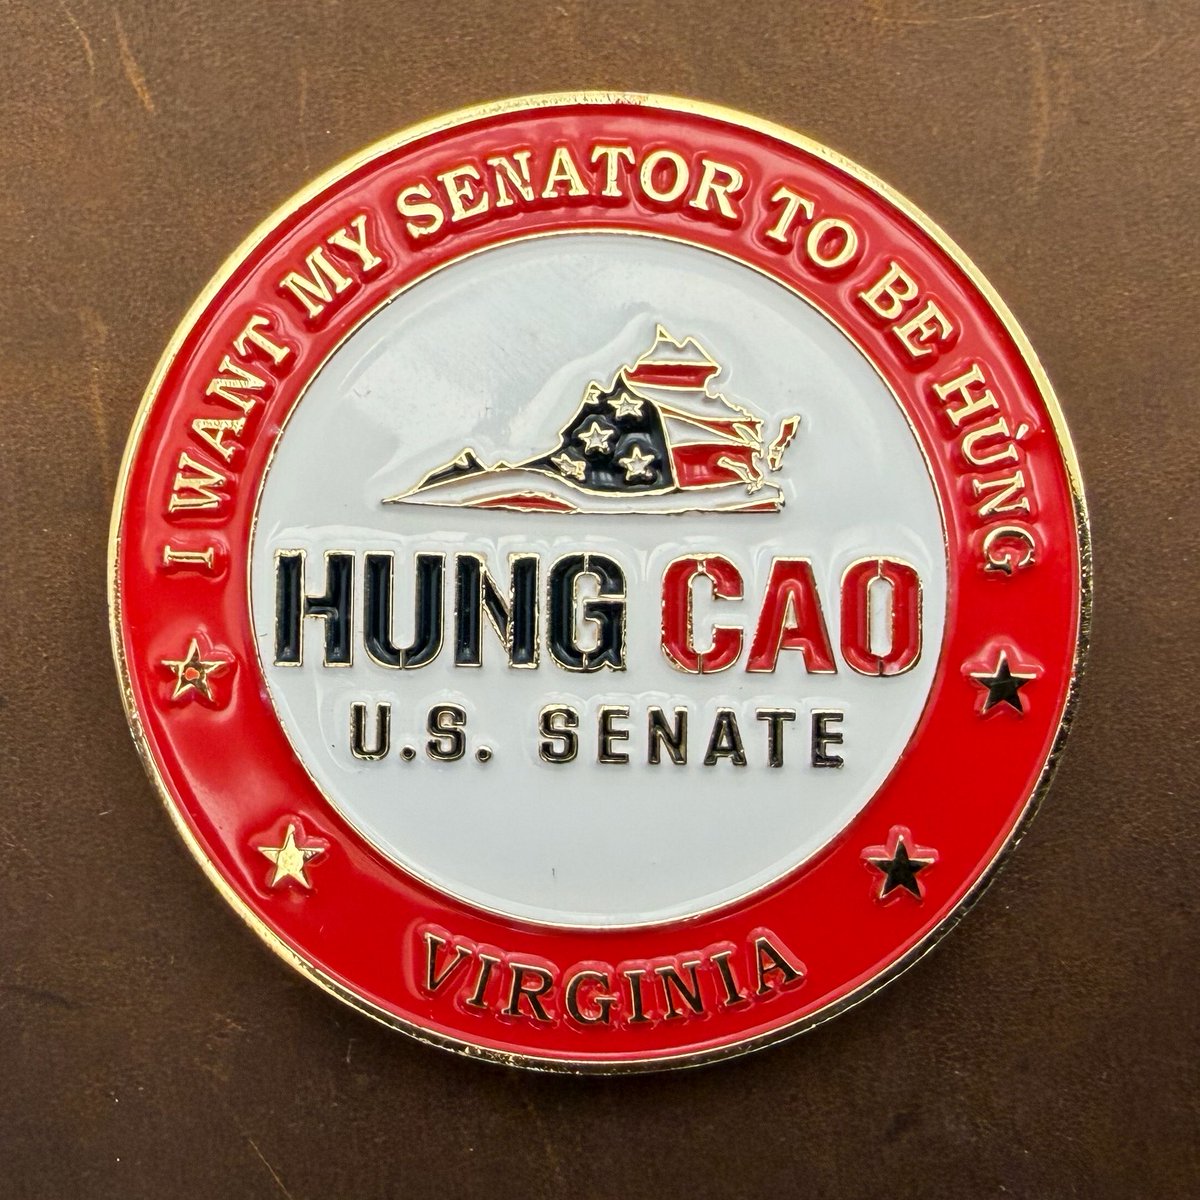 I WANT MY SENATOR TO BE HÙNG
HUNG CAO
U.S. SENATE
VIRGINIA